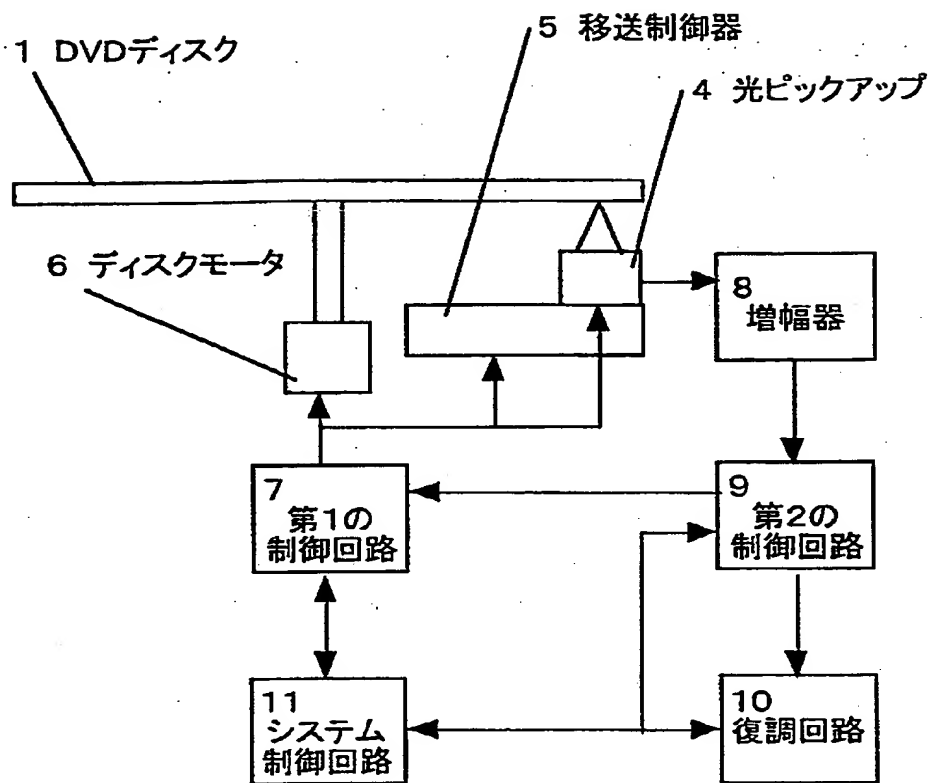 5 移送制御器
1 DVDディスク
4 光ピックアップ
6 ディスクモータ
8
増幅器
7
第1の
制御回路
9
第2の
制御回路
11
システム
制御回路
10
復調回路